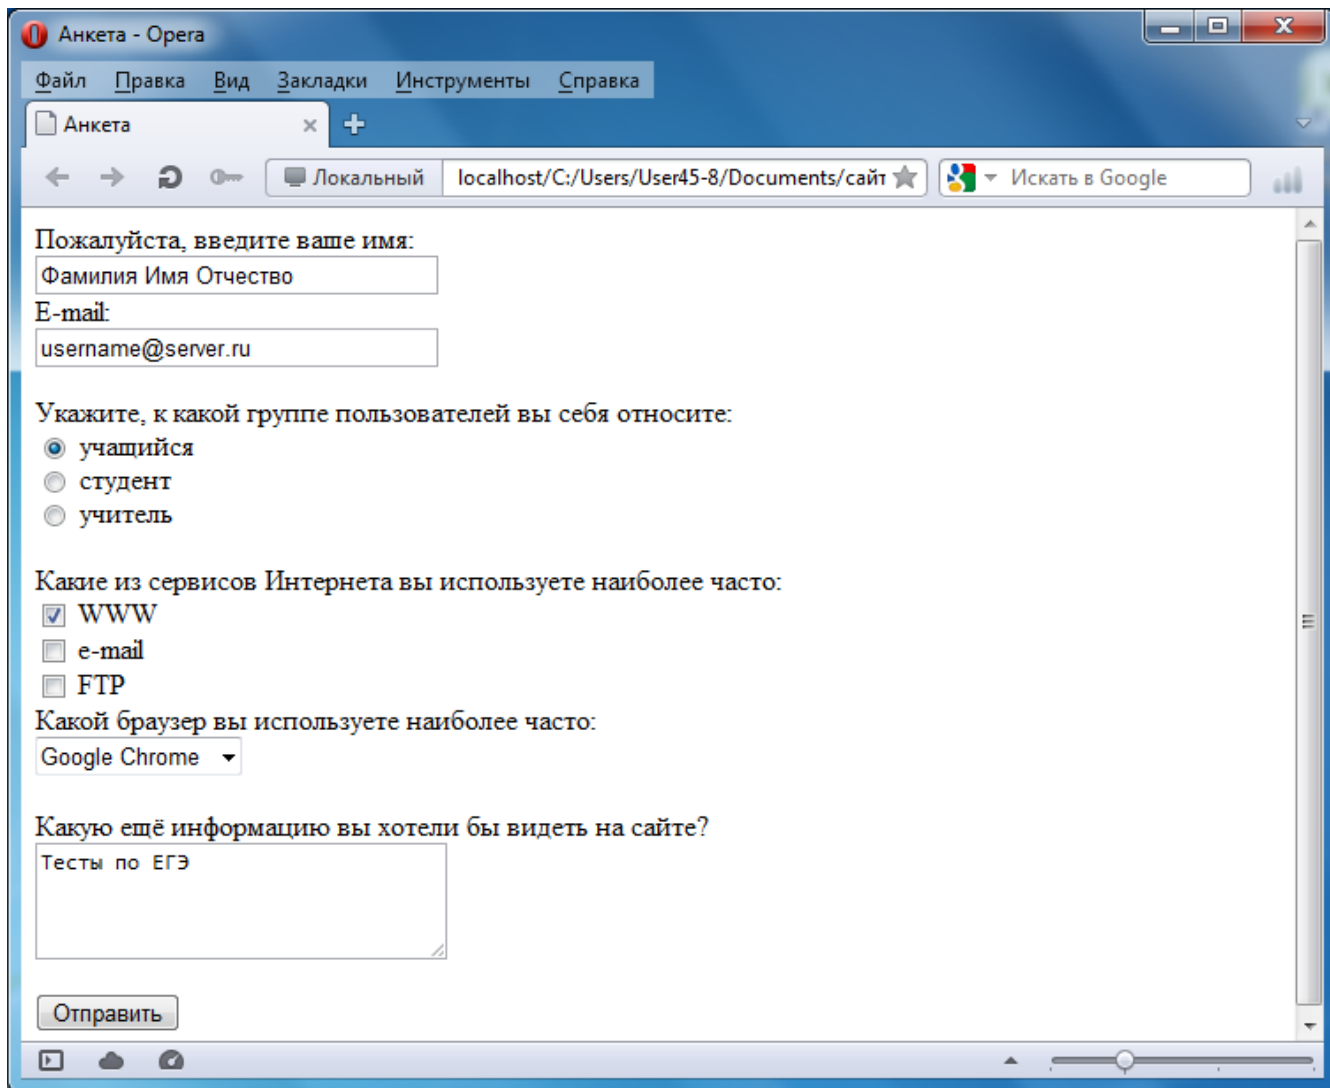 Анкета - Opera
Файл Правка Вид Закладки Инструменты Справка
Анкета
Локальный localhost/C:/Users/User45-8/Documents/сайт Искать в Google
Пожалуйста, введите ваше имя:
Фамилия Имя Отчество
E-mail:
username@server.ru
Укажите, к какой группе пользователей вы себя относите:
учащийся
студент
учитель
Какие из сервисов Интернета вы используете наиболее часто:
WWW
e-mail
FTP
Какой браузер вы используете наиболее часто:
Google Chrome
Какую ещё информацию вы хотели бы видеть на сайте?
Тесты по ЕГЭ
Отправить